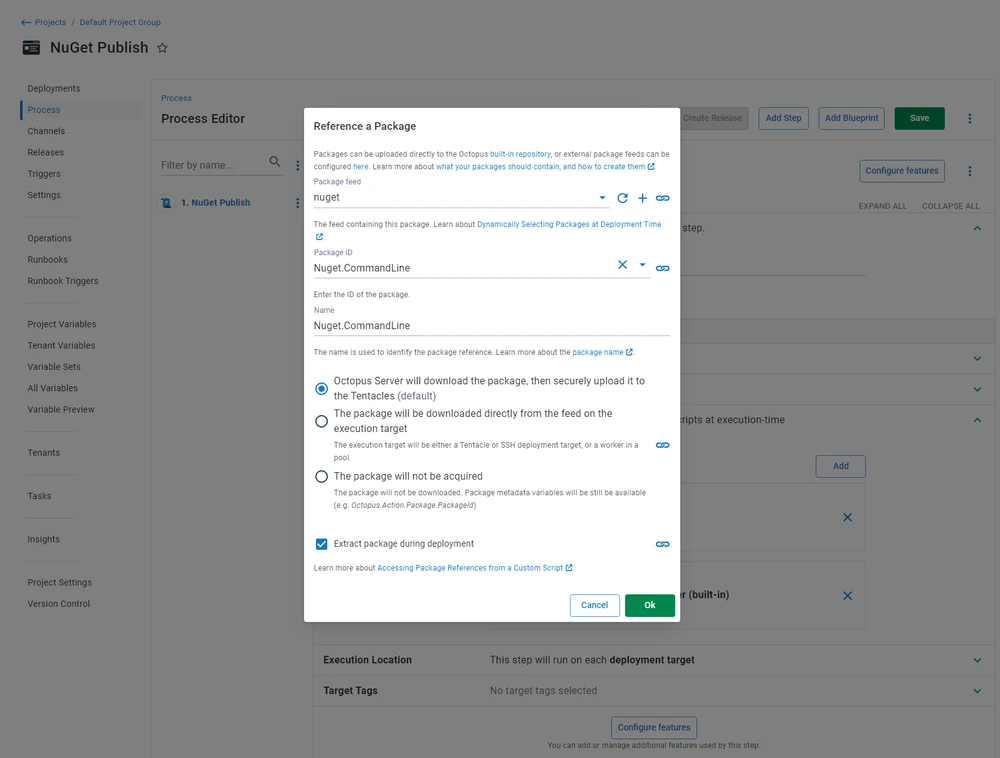 Projects / Default Project Group
NuGet Publish
Deployments
Process
Channels
Releases
Triggers
Settings
Operations
Runbooks
Runbook Triggers
Project Variables
Tenant Variables
Variable Sets
All Variables
Variable Preview
Tenants
Tasks
Insights
Project Settings
Version Control
Process
Process Editor
Create Release
Add Step
Add Blueprint
Save
Filter by name...
1. NuGet Publish
Configure features
EXPAND ALL
COLLAPSE ALL
step.
Reference a Package
Packages can be uploaded directly to the Octopus built-in repository, or external package feeds can be
configured here. Learn more about what your packages should contain, and how to create them.
Package feed
nuget
The feed containing this package. Learn about Dynamically Selecting Packages at Deployment Time
.
Package ID
Nuget.CommandLine
Enter the ID of the package.
Name
Nuget.CommandLine
The name is used to identify the package reference. Learn more about the package name.
Octopus Server will download the package, then securely upload it to
the Tentacles (default)
The package will be downloaded directly from the feed on the
execution target
The execution target will be either a Tentacle or SSH deployment target, or a worker in a
pool.
The package will not be acquired
The package will not be downloaded. Package metadata variables will be still be available
(e.g. Octopus.Action.Package.PackageId)
Extract package during deployment
Learn more about Accessing Package References from a Custom Script
Cancel
Ok
ripts at execution-time
Add
r (built-in)
Execution Location
This step will run on each deployment target
Target Tags
No target tags selected
Configure features
You can add or manage additional features used by this step.